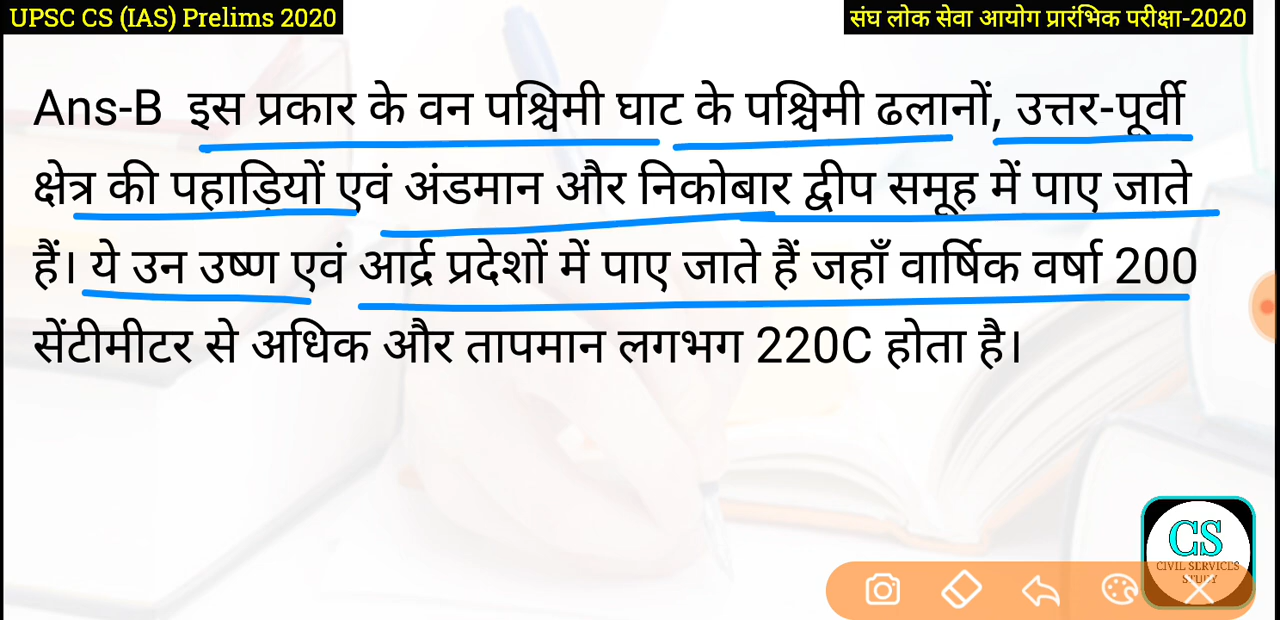 UPSC CS (IAS) Prelims 2020
संघ लोक सेवा आयोग प्रारंभिक परीक्षा-2020
Ans-B इस प्रकार के वन पश्चिमी घाट के पश्चिमी ढलानों, उत्तर-पूर्वी
क्षेत्र की पहाड़ियों एवं अंडमान और निकोबार द्वीप समूह में पाए जाते
हैं। ये उन उष्ण एवं आर्द्र प्रदेशों में पाए जाते हैं जहाँ वार्षिक वर्षा 200
सेंटीमीटर से अधिक और तापमान लगभग 220C होता है।
CS
CIVIL SERVICES
STUDY